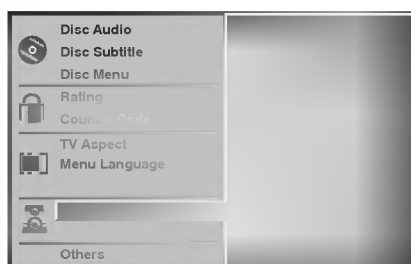 Disc Audio
Disc Subtitle
Disc Menu
Rating
Country Code
TV Aspect
Menu Language
Others